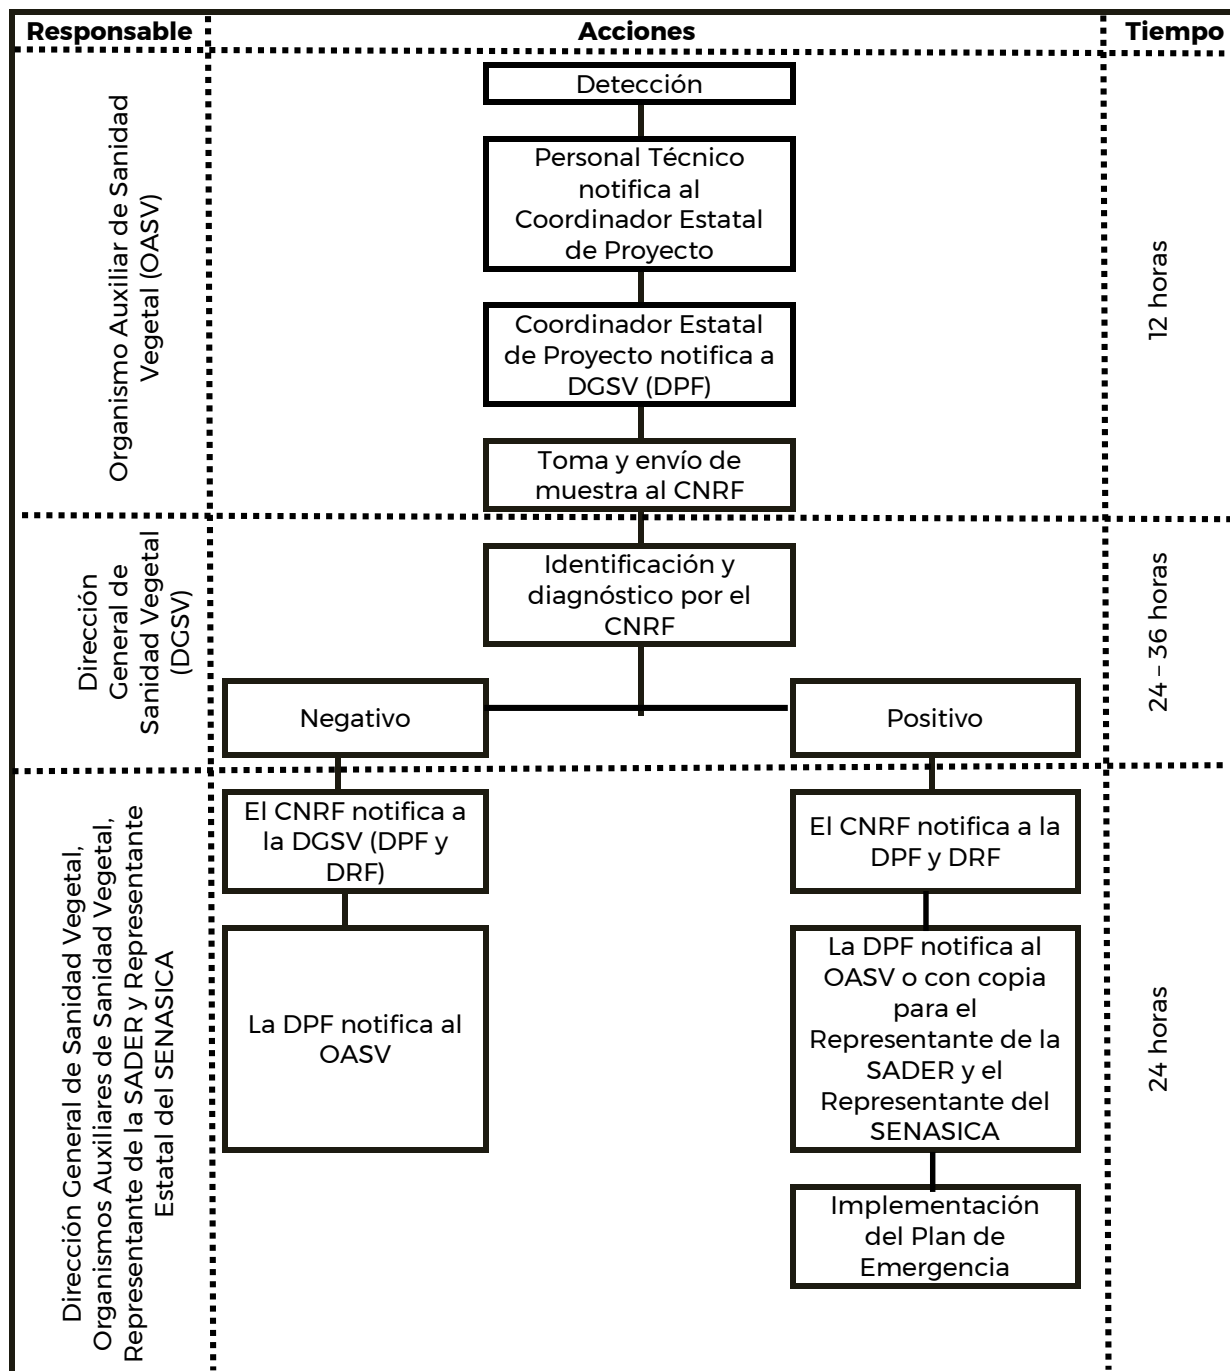 Responsable
Acciones
Tiempo
Organismo Auxiliar de Sanidad
Vegetal (OASV)
Detección
Personal Técnico
notifica al
Coordinador Estatal
de Proyecto
Coordinador Estatal
de Proyecto notifica a
DGSV (DPF)
Toma y envío de
muestra al CNRF
12 horas
Dirección
General de
Sanidad Vegetal
(DGSV)
Identificación y
diagnóstico por el
CNRF
Negativo
Positivo
24 – 36 horas
Dirección General de Sanidad Vegetal,
Organismos Auxiliares de Sanidad Vegetal,
Representante de la SADER y Representante
Estatal del SENASICA
El CNRF notifica a
la DGSV (DPF y
DRF)
La DPF notifica al
OASV
El CNRF notifica a la
DPF y DRF
La DPF notifica al
OASV o con copia
para el
Representante de la
SADER y el
Representante del
SENASICA
Implementación
del Plan de
Emergencia
24 horas